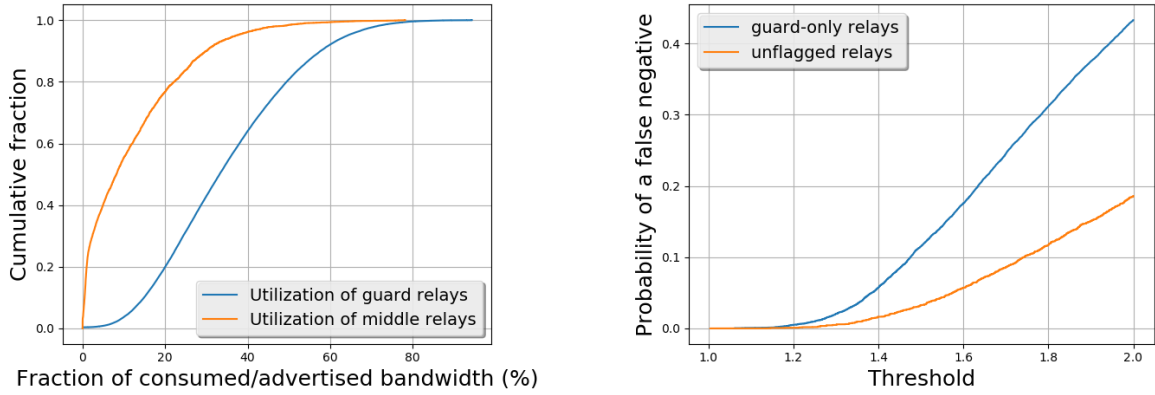 1.0
0.8
0.6
0.4
0.2
0.0
Cumulative fraction
Utilization of guard relays
Utilization of middle relays
0
20
40
60
80
Fraction of consumed/advertised bandwidth (%)
guard-only relays
unflagged relays
0.4
0.3
0.2
0.1
0.0
Probability of a false negative
1.0
1.2
1.4
1.6
1.8
2.0
Threshold